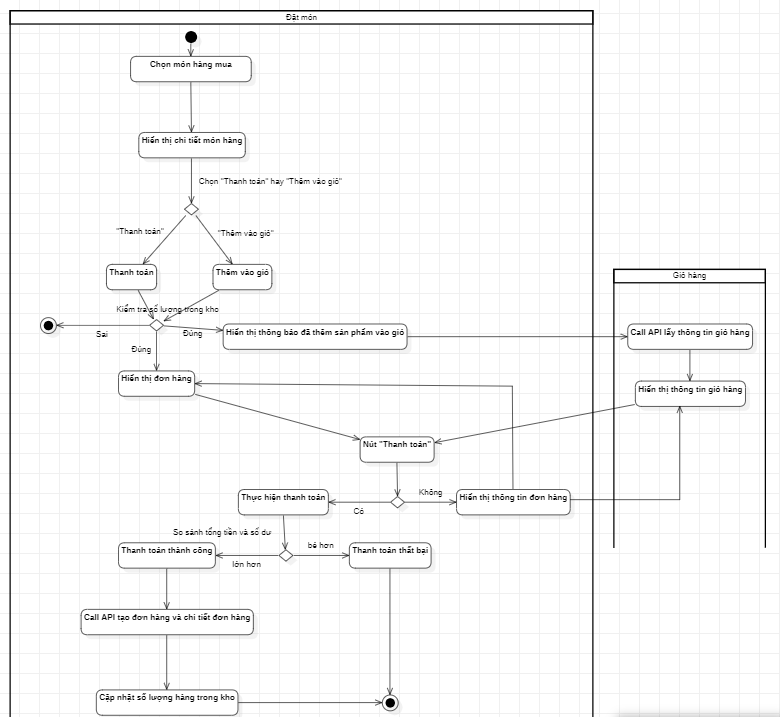 Đặt món
Chọn món hàng mua
Hiển thị chi tiết món hàng
Chọn "Thanh toán" hay "Thêm vào giỏ"
"Thanh toán"
"Thêm vào giỏ"
Thanh toán
Thêm vào giỏ
Giỏ hàng
Kiểm tra số lượng trong kho
Sai
Đúng
Hiển thị thông báo đã thêm sản phẩm vào giỏ
Call API lấy thông tin giỏ hàng
Đúng
Hiển thị đơn hàng
Hiển thị thông tin giỏ hàng
Nút "Thanh toán"
Thực hiện thanh toán
Có
Không
Hiển thị thông tin đơn hàng
So sánh tổng tiền và số dư
Thanh toán thành công
lớn hơn
bé hơn
Thanh toán thất bại
Call API tạo đơn hàng và chi tiết đơn hàng
Cập nhật số lượng hàng trong kho